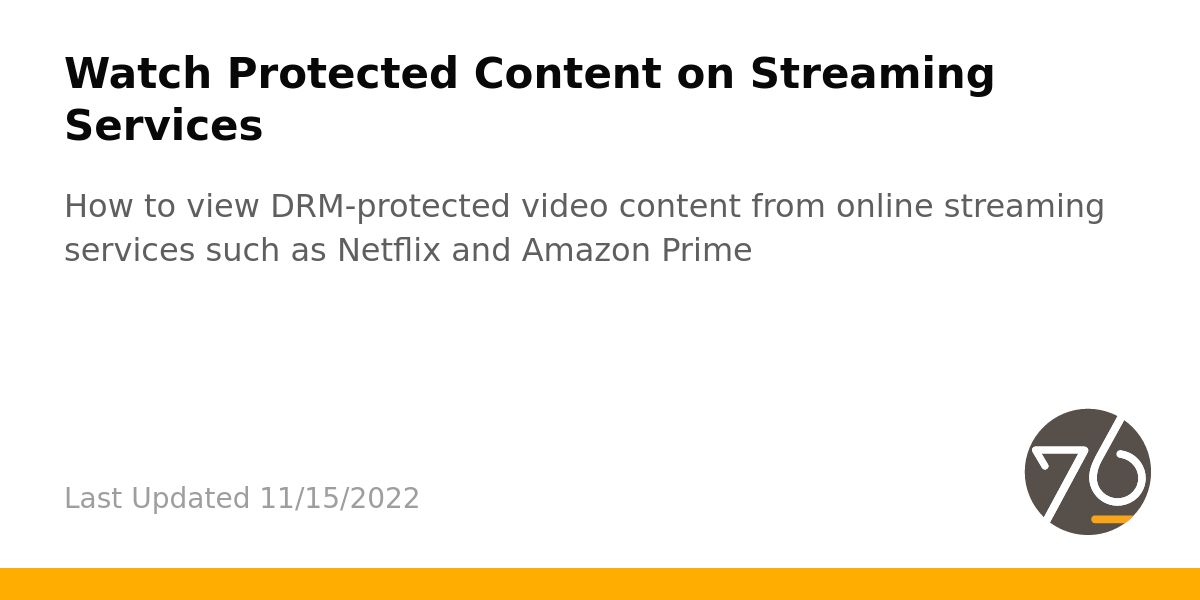 Watch Protected Content on Streaming
Services
How to view DRM-protected video content from online streaming
services such as Netflix and Amazon Prime
Last Updated 11/15/2022
76